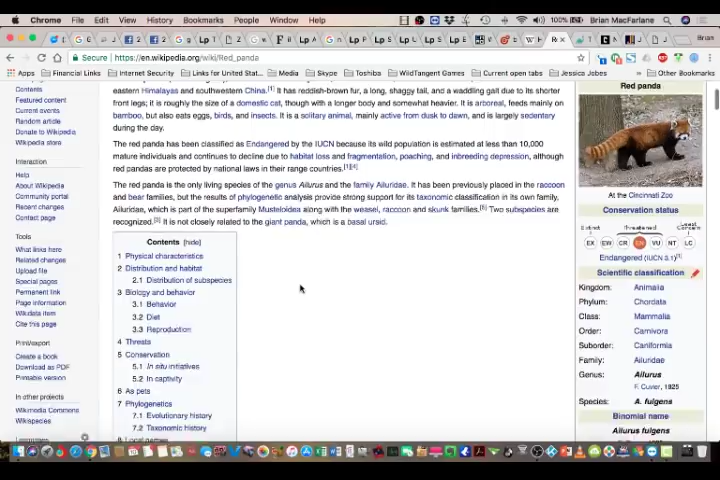 Chrome File Edit View History Bookmarks People Window Help 100% Brian MacFarlane
Brian
Secure https://en.wikipedia.org/wiki/Red_panda
Apps Financial Links Internet Security Links for United Stat... Media Skype Toshiba WildTangent Games Current open tabs Jessica Jobes Other Bookmarks
Contents
Featured content
Current events
Random article
Donate to Wikipedia
Wikipedia store
Interaction
Help
About Wikipedia
Community portal
Recent changes
Contact page
Tools
What links here
Related changes
Upload file
Special pages
Permanent link
Page information
Wikidata item
Cite this page
Print/export
Create a book
Download as PDF
Printable version
In other projects
Wikimedia Commons
Wikispecies
Languages
eastern Himalayas and southwestern China.[1] It has reddish-brown fur, a long, shaggy tail, and a waddling gait due to its shorter
front legs; it is roughly the size of a domestic cat, though with a longer body and somewhat heavier. It is arboreal, feeds mainly on
bamboo, but also eats eggs, birds, and insects. It is a solitary animal, mainly active from dusk to dawn, and is largely sedentary
during the day.
The red panda has been classified as Endangered by the IUCN because its wild population is estimated at less than 10,000
mature individuals and continues to decline due to habitat loss and fragmentation, poaching, and inbreeding depression, although
red pandas are protected by national laws in their range countries.[1][4]
The red panda is the only living species of the genus Ailurus and the family Ailuridae. It has been previously placed in the raccoon
and bear families, but the results of phylogenetic analysis provide strong support for its taxonomic classification in its own family,
Ailuridae, which is part of the superfamily Musteloidea along with the weasel, raccoon and skunk families.[5] Two subspecies are
recognized.[3] It is not closely related to the giant panda, which is a basal ursid.
Contents [hide]
1 Physical characteristics
2 Distribution and habitat
2.1 Distribution of subspecies
3 Biology and behavior
3.1 Behavior
3.2 Diet
3.3 Reproduction
4 Threats
5 Conservation
5.1 In situ initiatives
5.2 In captivity
6 As pets
7 Phylogenetics
7.1 Evolutionary history
7.2 Taxonomic history
8 Local names
Red panda
At the Cincinnati Zoo
Conservation status
Extinct Threatened Least Concern
EX EW CR EN VU NT LC
Endangered (IUCN 3.1)[1]
Scientific classification
Kingdom: Animalia
Phylum: Chordata
Class: Mammalia
Order: Carnivora
Suborder: Caniformia
Family: Ailuridae
Genus: Ailurus
F. Cuvier, 1825
Species: A. fulgens
Binomial name
Ailurus fulgens